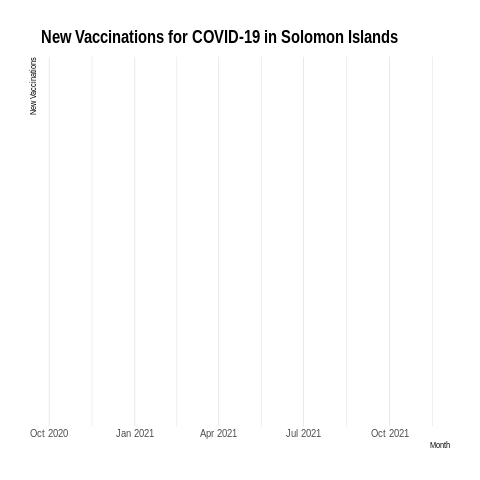 New Vaccinations for COVID-19 in Solomon Islands
New Vaccinations
Oct 2020 Jan 2021 Apr 2021 Jul 2021 Oct 2021
Month